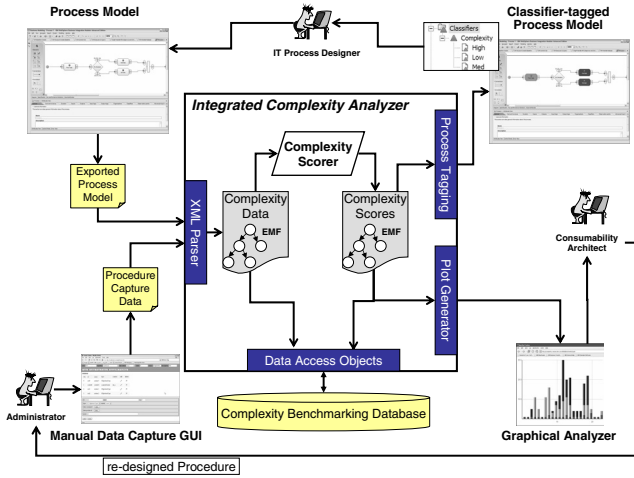 Process Model
IT Process Designer
Classifiers
Complexity
High
Low
Med
Classifier-tagged
Process Model
Integrated Complexity Analyzer
Exported
Process
Model
Procedure
Capture
Data
XML Parser
Complexity
Scorer
Complexity
Data
EMF
Complexity
Scores
EMF
Process Tagging
Plot Generator
Data Access Objects
Complexity Benchmarking Database
Consumability
Architect
Administrator
Manual Data Capture GUI
Graphical Analyzer
re-designed Procedure